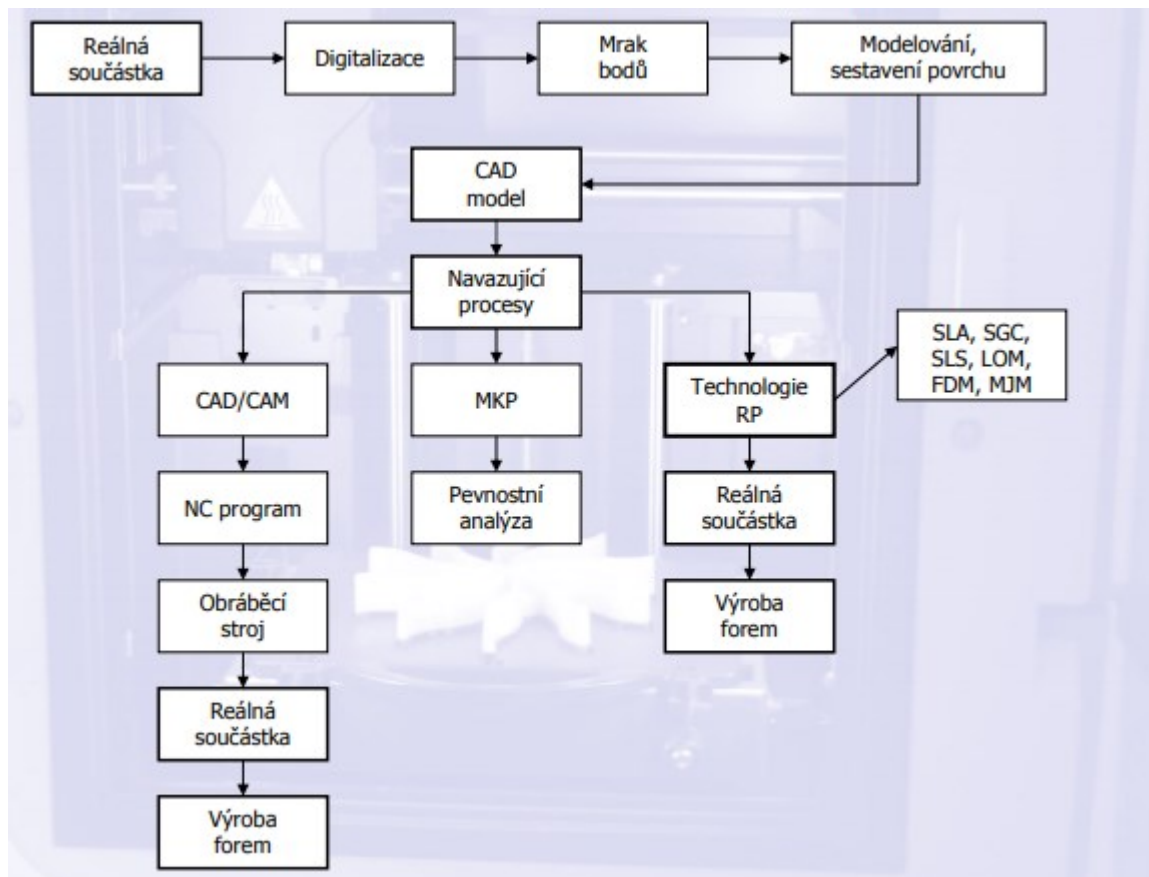 Reálná
součástka
Digitalizace
Mrak
bodů
Modelování,
sestavení povrchu
CAD
model
Navazující
procesy
CAD/CAM
MKP
Technologie
RP
SLA, SGC,
SLS, LOM,
FDM, MJM
NC program
Pevnostní
analýza
Reálná
součástka
Obráběcí
stroj
Výroba
forem
Reálná
součástka
Výroba
forem